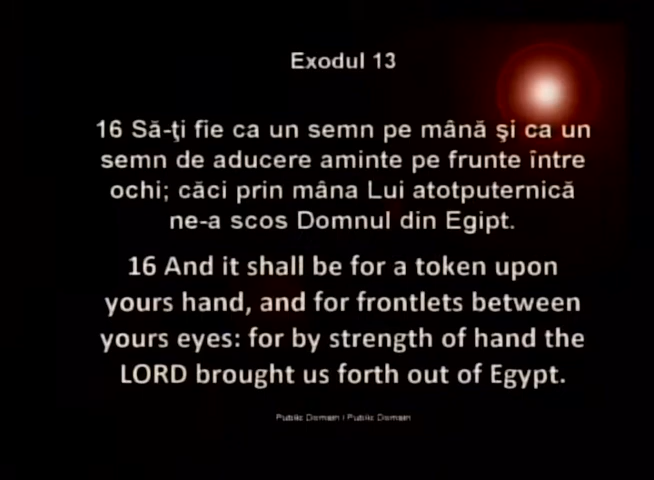 Exodul 13
16 Să-ţi fie ca un semn pe mână şi ca un
semn de aducere aminte pe frunte între
ochi; căci prin mâna Lui atotputernică
ne-a scos Domnul din Egipt.
16 And it shall be for a token upon
yours hand, and for frontlets between
yours eyes: for by strength of hand the
LORD brought us forth out of Egypt.
Public Domain / Public Domain